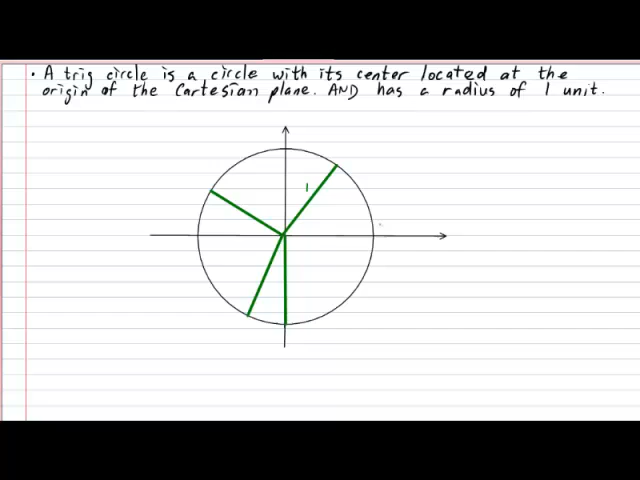 · A trig circle is a circle with its center located at the
origin of the Cartesian plane. AND has a radius of 1 unit.
1